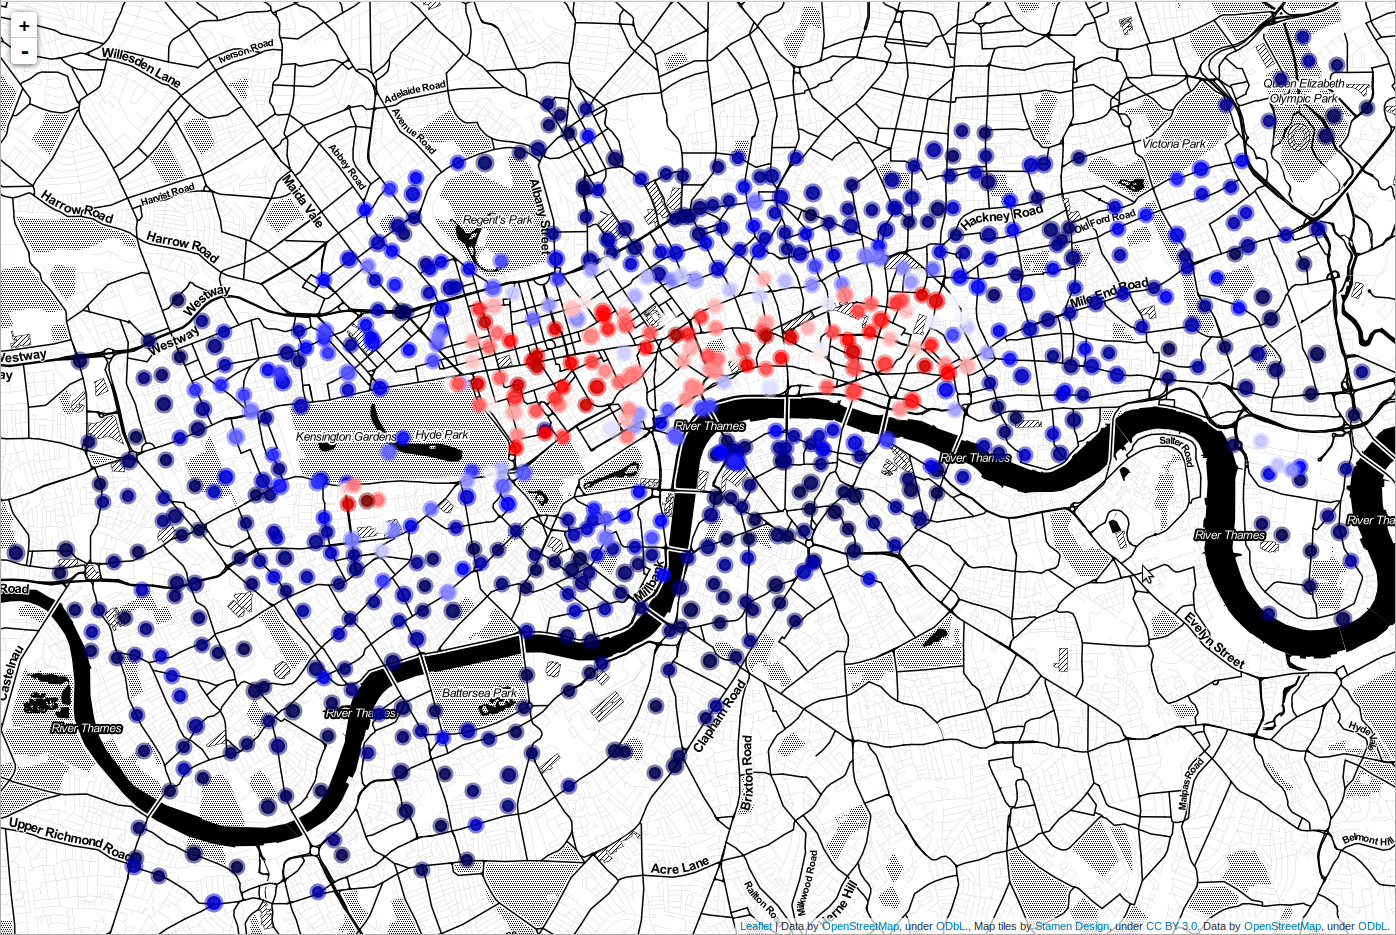 +
-
Willesden Lane
Iverson Road
Adelaide Road
Avenue Road
Abbey Road
Queen Elizabeth
Olympic Park
Victoria Park
Harrow Road
Harvist Road
Maida Vale
Albany Street
Regent's Park
Hackney Road
Old Ford Road
Harrow Road
Westway
Westway
Westway
ay
Mile End Road
Kensington Gardens
Hyde Park
River Thames
River Thames
Salter Road
River Thames
River Tha
Road
Millbank
Castelnau
Evelyn Street
Battersea Park
River Thames
River Thames
Clapham Road
Brixton Road
Hyde Vale
Malpas Road
Upper Richmond Road
Acre Lane
Belmont Hill
Railton Ro
Milkwood Road
Herne Hill
Leaflet | Data by OpenStreetMap, under ODbL., Map tiles by Stamen Design, under CC BY 3.0. Data by OpenStreetMap, under ODbL.